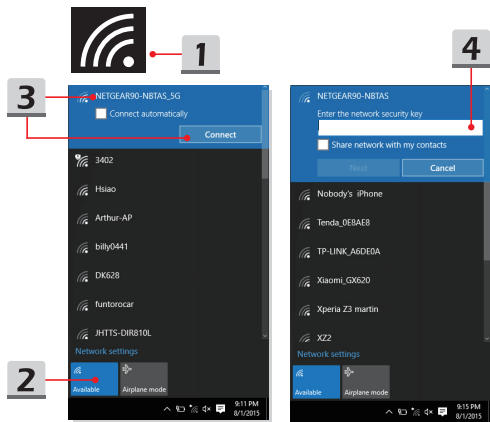 1
3
NETGEAR90-NBTAS_5G
Connect automatically
Connect
3402
Hsiao
Arthur-AP
billy0441
DK628
funtorocar
JHTTS-DIR810L
Network settings
2
Available
Airplane mode
9:11 PM
8/1/2015
4
NETGEAR90-NBTAS
Enter the network security key
Share network with my contacts
Next
Cancel
Nobody's iPhone
Tenda_0E8AE8
TP-LINK_A6DE0A
Xiaomi_GX620
Xperia Z3 martin
XZ2
Network settings
Available
Airplane mode
9:15 PM
8/1/2015